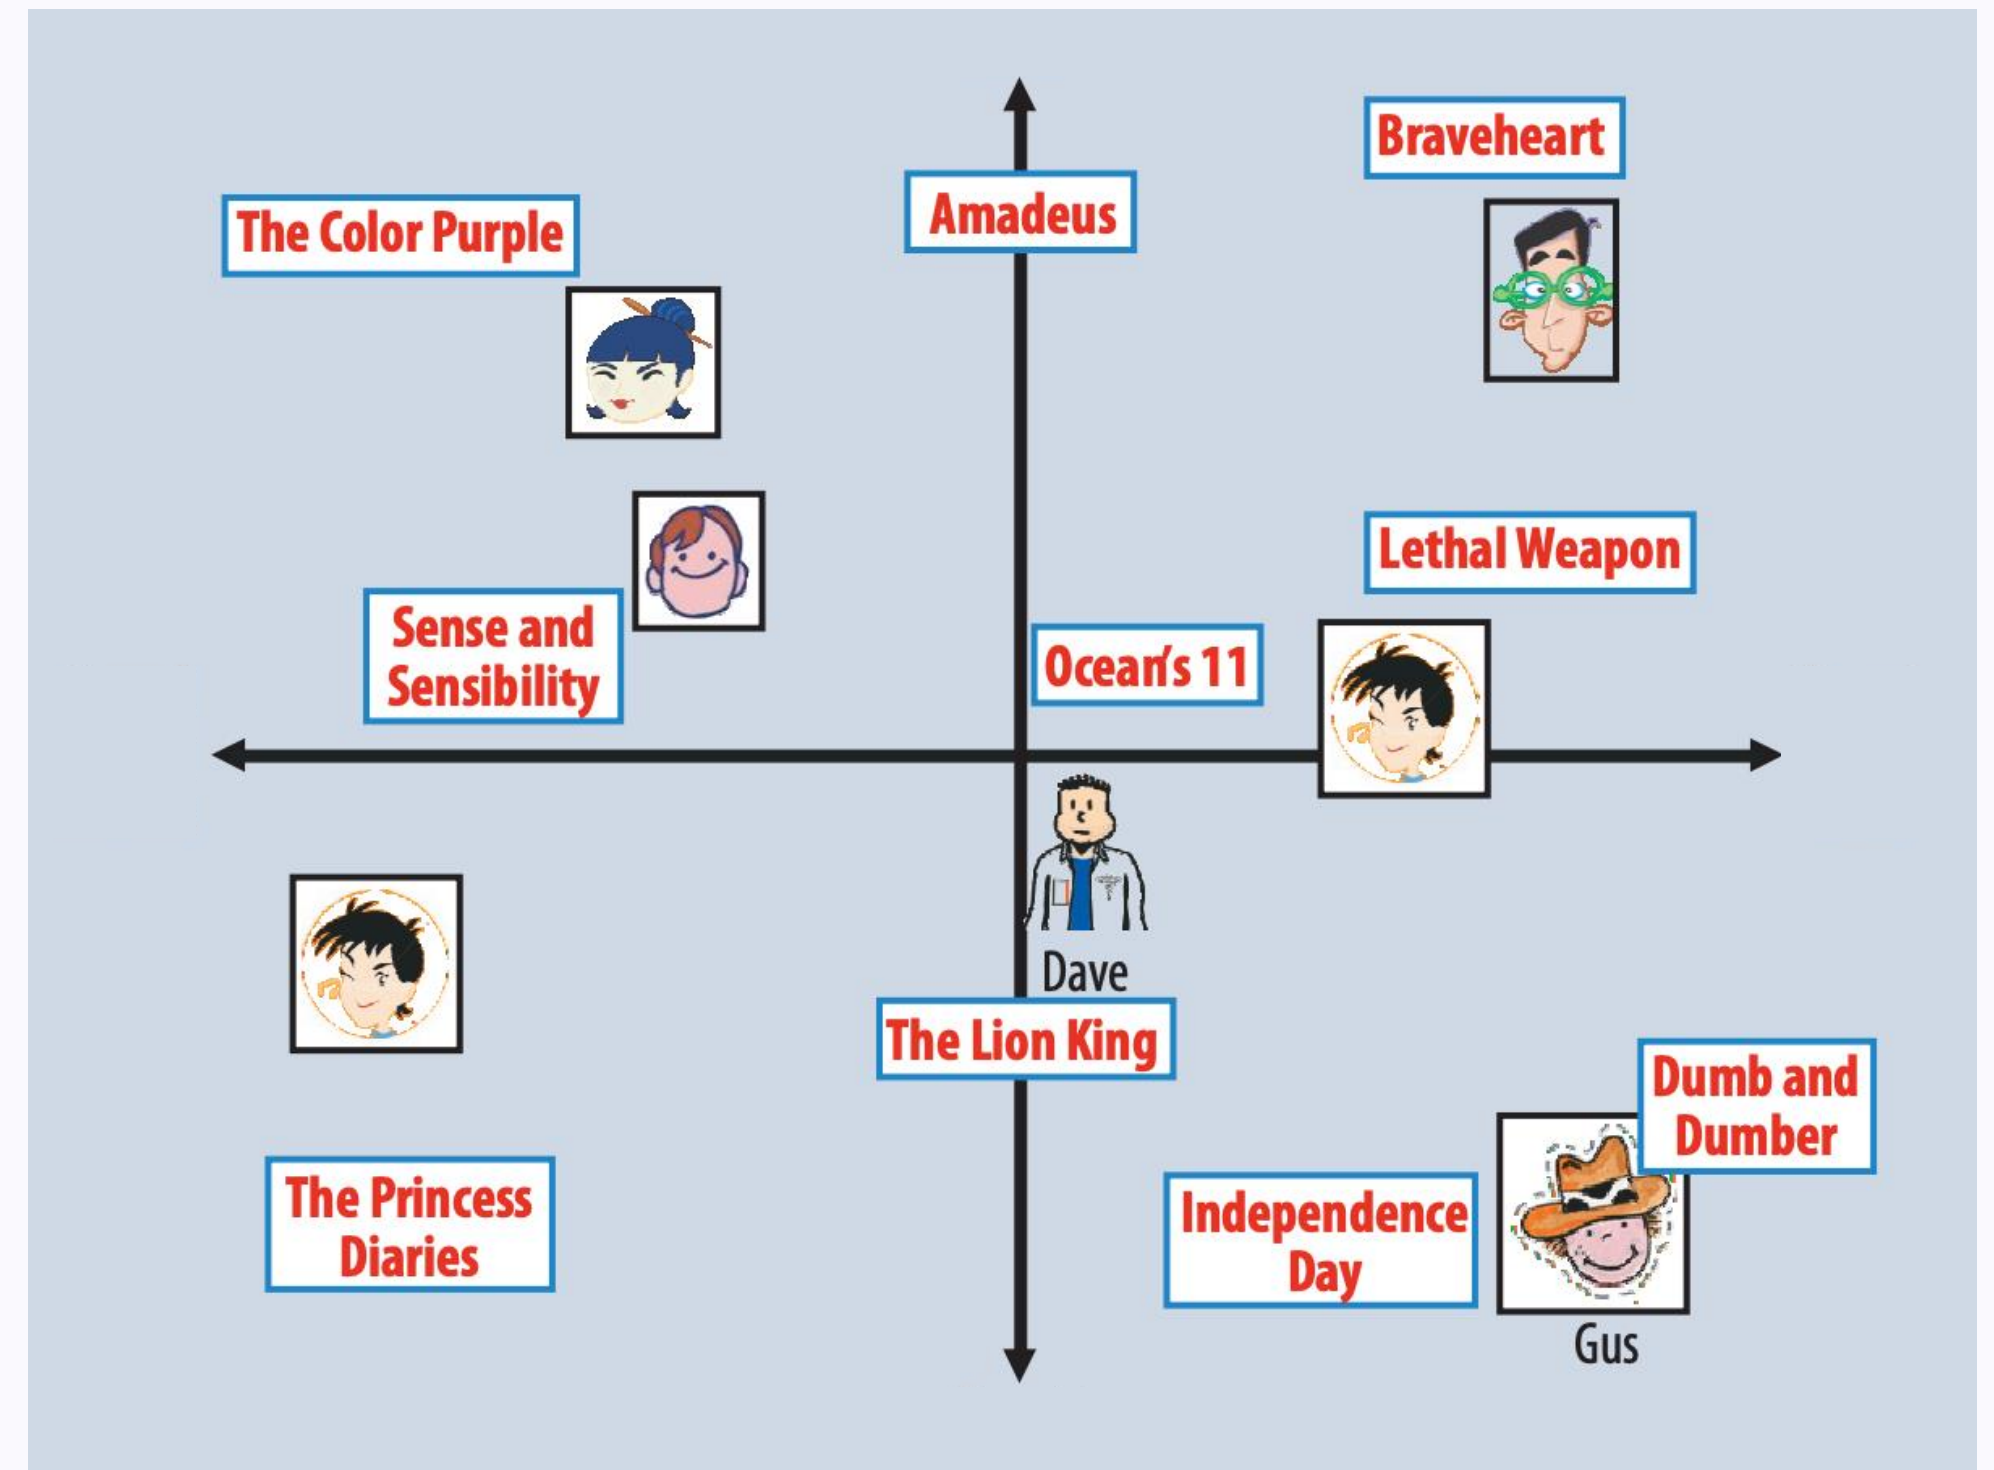 Braveheart
The Color Purple
Amadeus
Lethal Weapon
Sense and
Sensibility
Ocean's 11
Dave
The Lion King
Dumb and
Dumber
The Princess
Diaries
Independence
Day
Gus